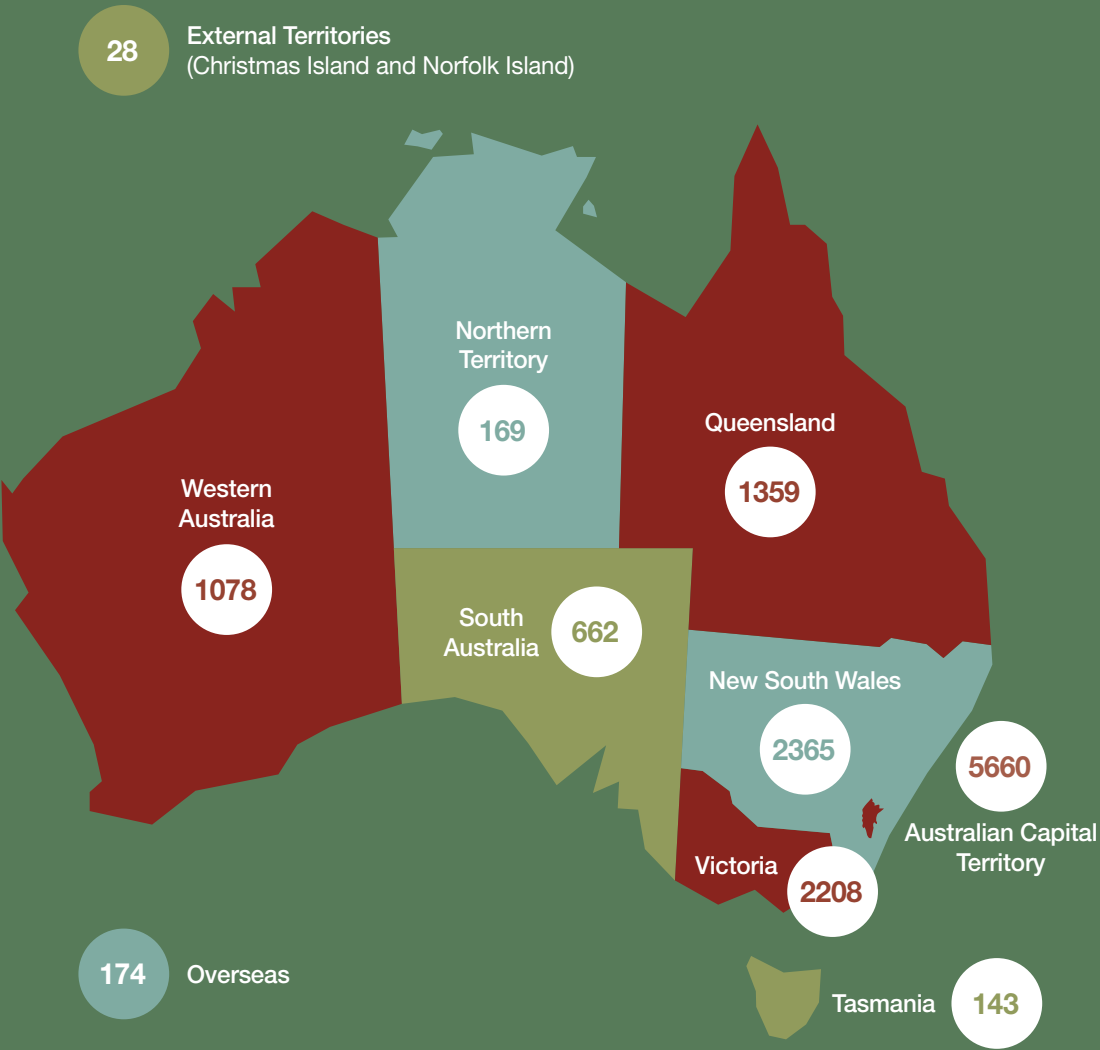 28
External Territories
(Christmas Island and Norfolk Island)
Northern
Territory
169
Queensland
1359
Western
Australia
1078
South
Australia
662
New South Wales
2365
5660
Australian Capital
Territory
Victoria
2208
174
Overseas
Tasmania
143